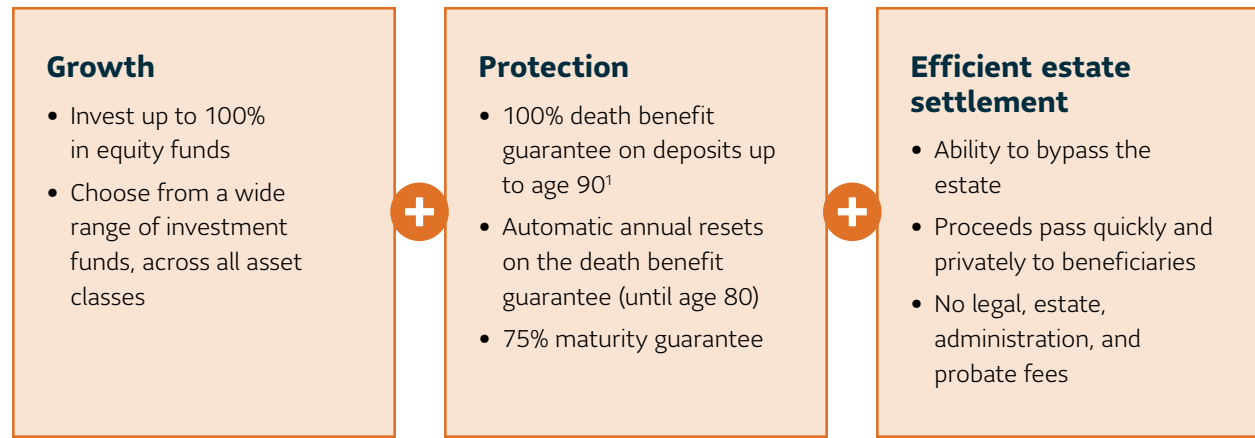 Growth
• Invest up to 100%
in equity funds
• Choose from a wide
range of investment
funds, across all asset
classes
Protection
• 100% death benefit
guarantee on deposits up
to age 90¹
• Automatic annual resets
on the death benefit
guarantee (until age 80)
• 75% maturity guarantee
Efficient estate
settlement
• Ability to bypass the
estate
• Proceeds pass quickly and
privately to beneficiaries
• No legal, estate,
administration, and
probate fees